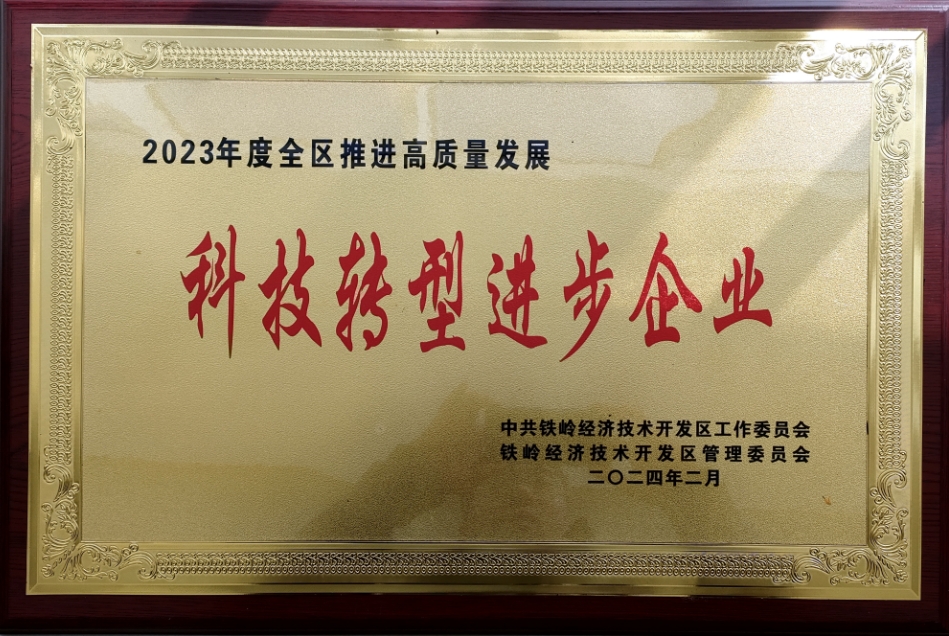 2023年度全区推进高质量发展
科技转型进步企业
中共铁岭经济技术开发区工作委员会
铁岭经济技术开发区管理委员会
二〇二四年二月